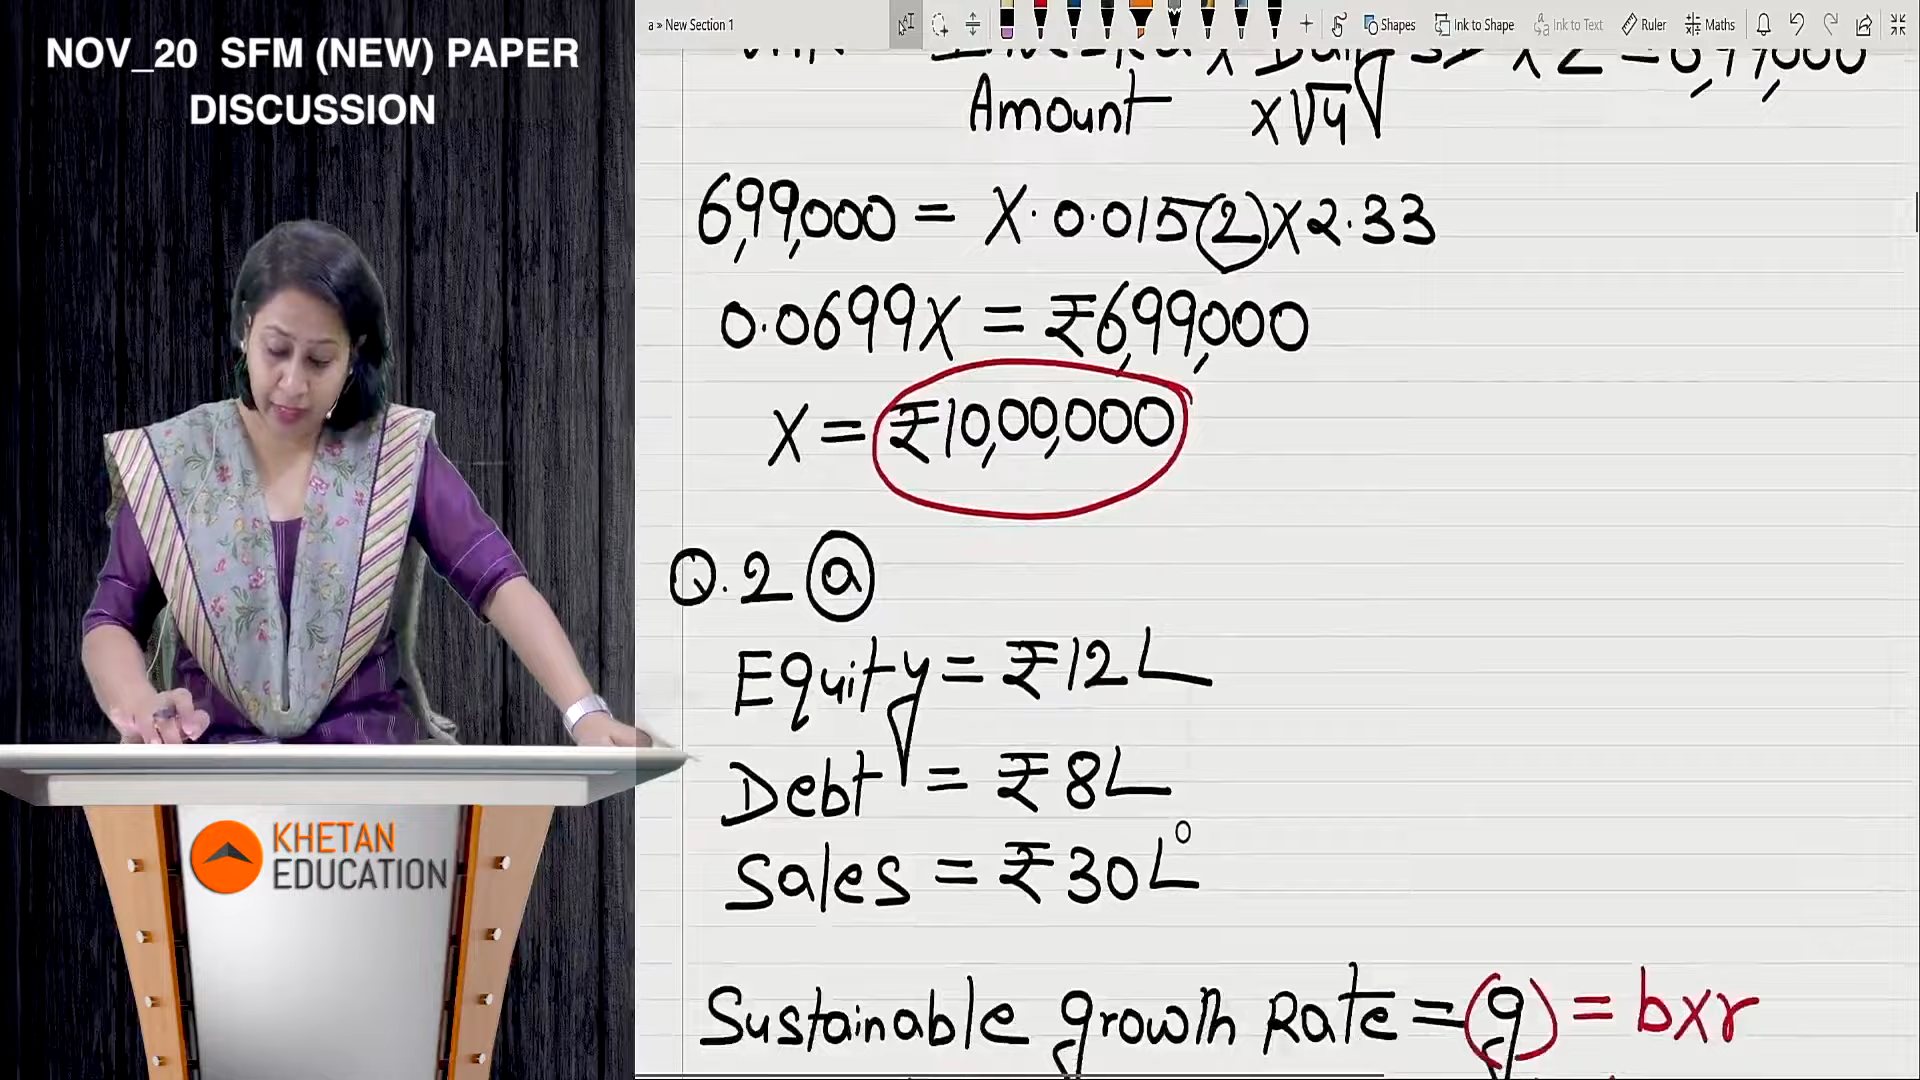 NOV_20 SFM (NEW) PAPER
DISCUSSION
a » New Section 1
Shapes
Ink to Shape
Ink to Text
Ruler
Maths
Amount x√4
699,000 = X · 0.015(2) X 2.33
0.0699X = ₹699,000
X = ₹10,00,000
Q.2 (a)
Equity = ₹12L
Debt = ₹8L
Sales = ₹30L
Sustainable growth Rate = (g) = bxr
KHETAN
EDUCATION